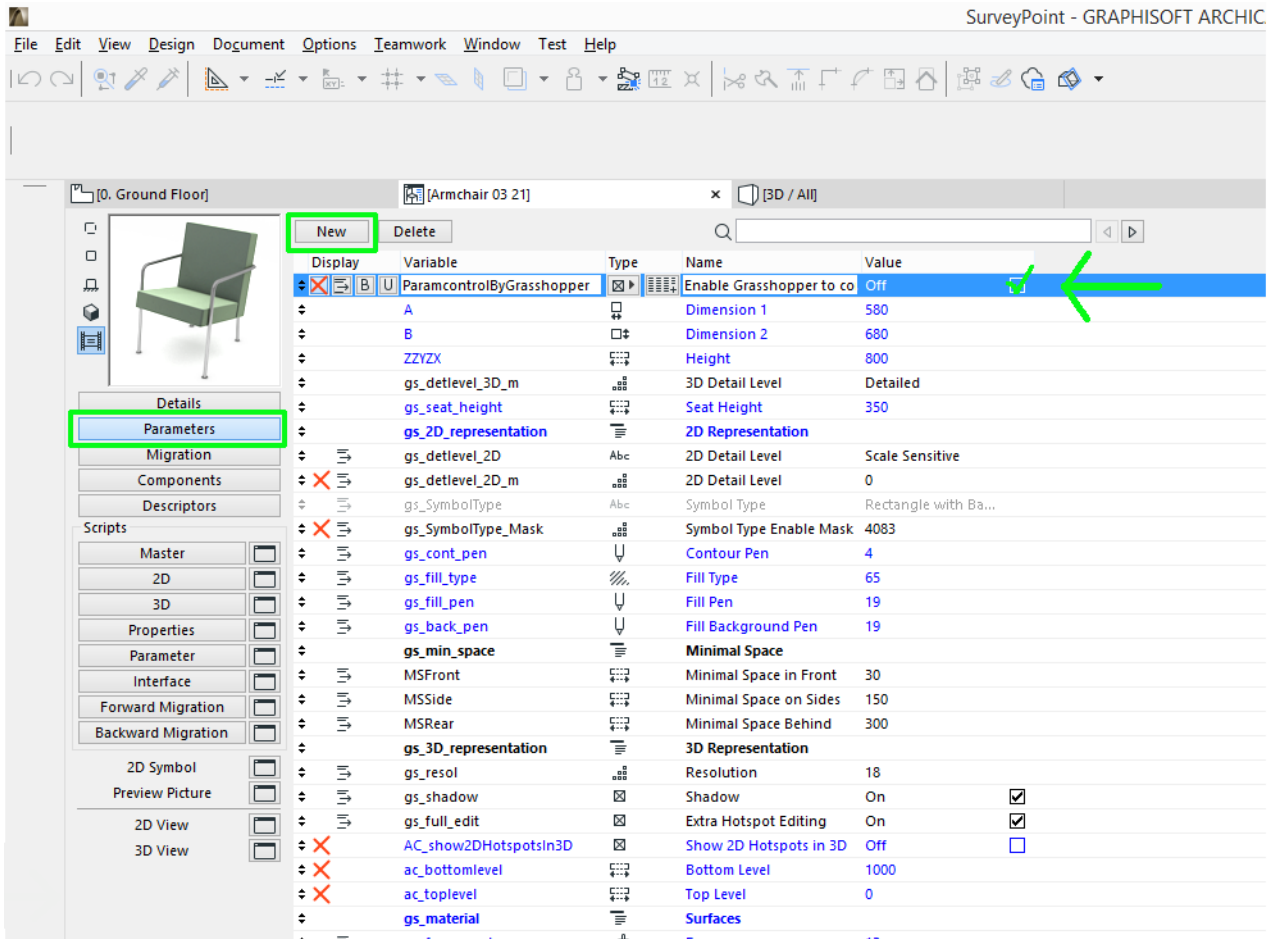 SurveyPoint - GRAPHISOFT ARCHIC
File Edit View Design Document Options Teamwork Window Test Help
[0. Ground Floor] [Armchair 03 21] × [3D / All]
New Delete
Display Variable Type Name Value
B U ParamcontrolByGrasshopper Enable Grasshopper to co Off
A Dimension 1 580
B Dimension 2 680
ZZYZX Height 800
gs_detlevel_3D_m 3D Detail Level Detailed
gs_seat_height Seat Height 350
gs_2D_representation 2D Representation
gs_detlevel_2D Abc 2D Detail Level Scale Sensitive
gs_detlevel_2D_m 2D Detail Level 0
gs_SymbolType Abc Symbol Type Rectangle with Ba...
gs_SymbolType_Mask Symbol Type Enable Mask 4083
gs_cont_pen Contour Pen 4
gs_fill_type Fill Type 65
gs_fill_pen Fill Pen 19
gs_back_pen Fill Background Pen 19
gs_min_space Minimal Space
MSFront Minimal Space in Front 30
MSSide Minimal Space on Sides 150
MSRear Minimal Space Behind 300
gs_3D_representation 3D Representation
gs_resol Resolution 18
gs_shadow Shadow On
gs_full_edit Extra Hotspot Editing On
AC_show2DHotspotsIn3D Show 2D Hotspots in 3D Off
ac_bottomlevel Bottom Level 1000
ac_toplevel Top Level 0
gs_material Surfaces
Details
Parameters
Migration
Components
Descriptors
Scripts
Master
2D
3D
Properties
Parameter
Interface
Forward Migration
Backward Migration
2D Symbol
Preview Picture
2D View
3D View